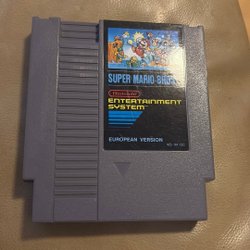 SUPER MARIO BROS.
Nintendo
ENTERTAINMENT
SYSTEM
EUROPEAN VERSION